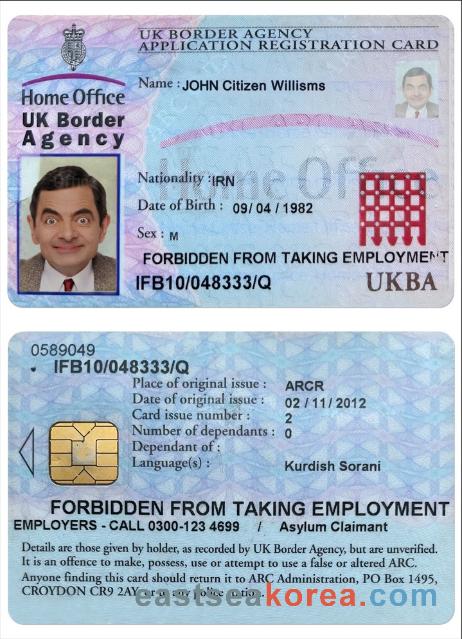 UK BORDER AGENCY
APPLICATION REGISTRATION CARD
Home Office
UK Border
Agency
Name : JOHN Citizen Willisms
Home Office
Nationality : IRN
Date of Birth : 09 / 04 / 1982
Sex : M
FORBIDDEN FROM TAKING EMPLOYMENT
IFB10/048333/Q
UKBA
0589049
IFB10/048333/Q
Place of original issue : ARCR
Date of original issue : 02 / 11 / 2012
Card issue number : 2
Number of dependants : 0
Dependant of :
Language(s) : Kurdish Sorani
FORBIDDEN FROM TAKING EMPLOYMENT
EMPLOYERS - CALL 0300-123 4699 / Asylum Claimant
Details are those given by holder, as recorded by UK Border Agency, but are unverified.
It is an offence to make, possess, use or attempt to use a false or altered ARC.
Anyone finding this card should return it to ARC Administration, PO Box 1495,
CROYDON CR9 2AY or to any police station.
eastseakorea.com